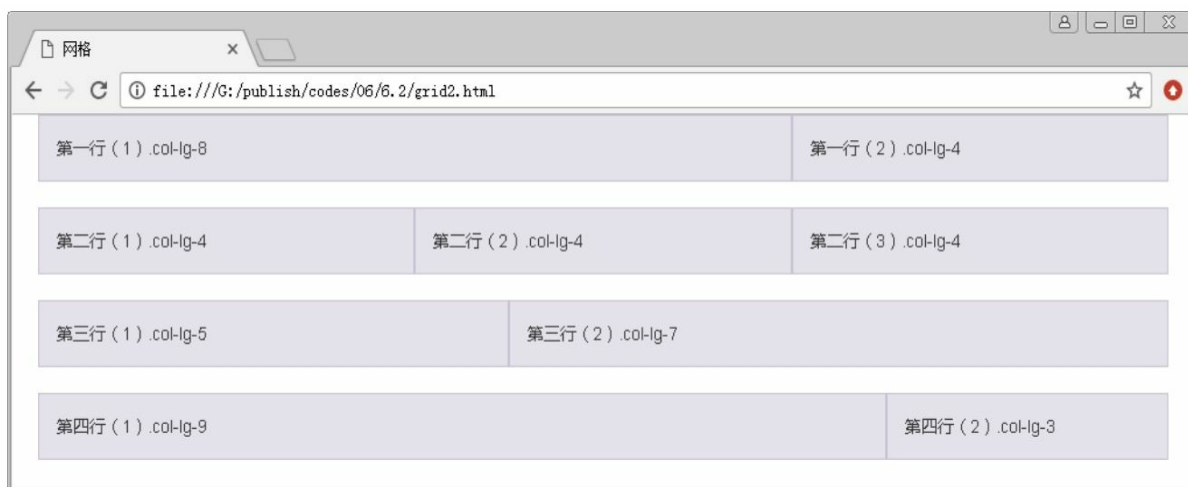 网格
file:///G:/publish/codes/06/6.2/grid2.html
第一行(1).col-lg-8 第一行(2).col-lg-4
第二行(1).col-lg-4 第二行(2).col-lg-4 第二行(3).col-lg-4
第三行(1).col-lg-5 第三行(2).col-lg-7
第四行(1).col-lg-9 第四行(2).col-lg-3